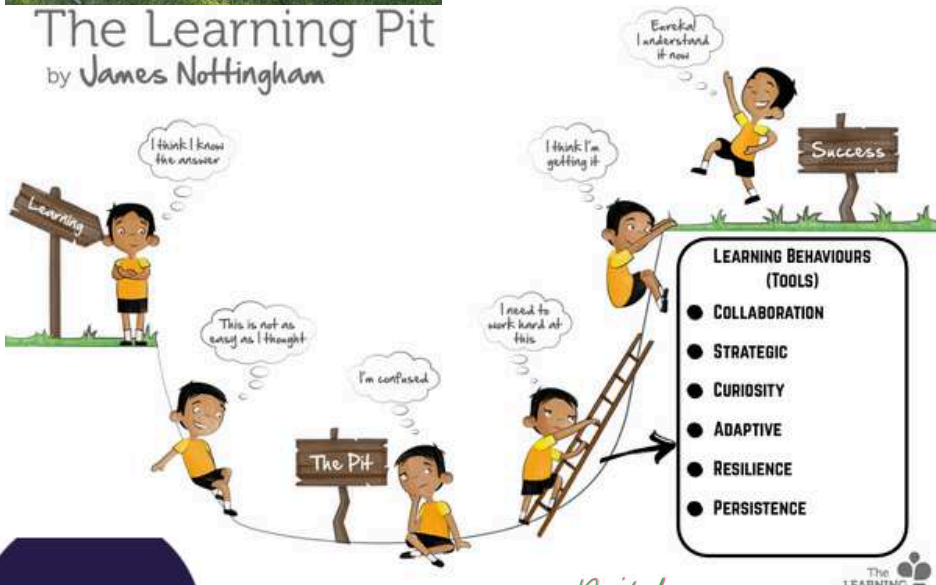 The Learning Pit
by James Nottingham
Learning
I think I know
the answer
This is not as
easy as I thought
The Pit
I'm confused
I need to
work hard at
this
I think I'm
getting it
Eureka!
I understand
it now
Success
LEARNING BEHAVIOURS
(TOOLS)
● COLLABORATION
● STRATEGIC
● CURIOSITY
● ADAPTIVE
● RESILIENCE
● PERSISTENCE
The
LEARNING